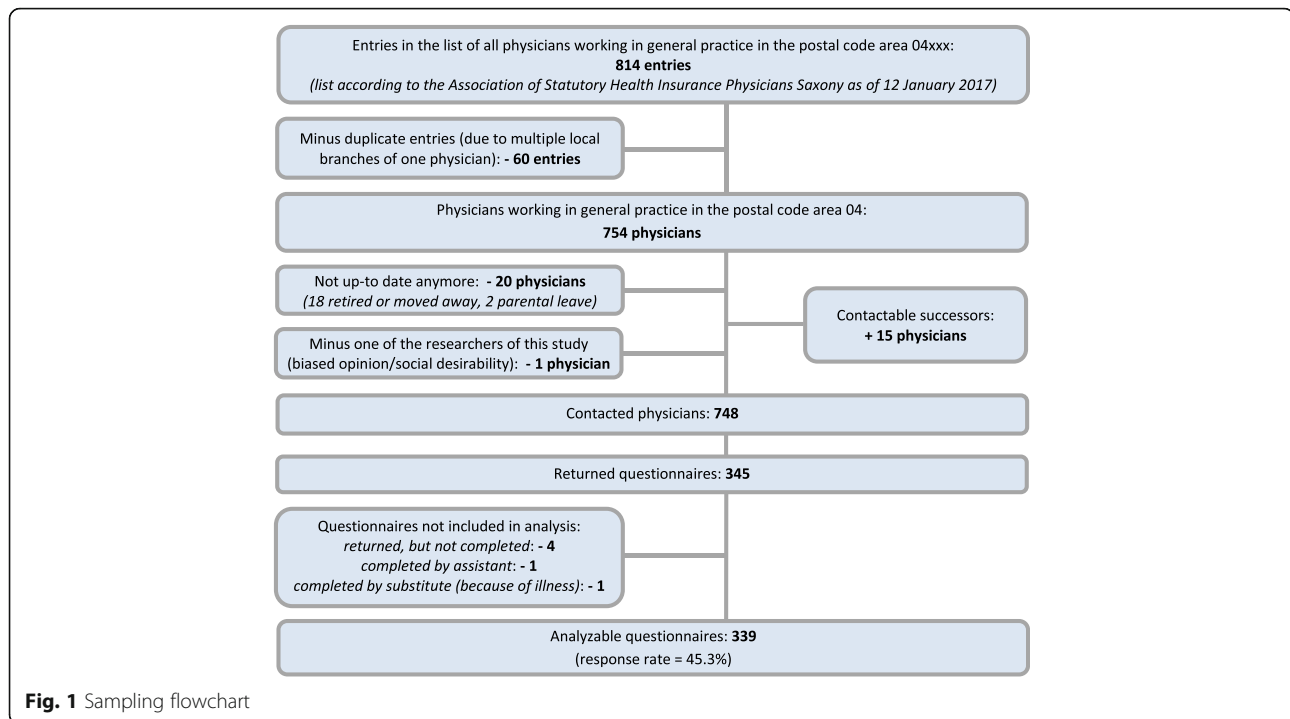 Entries in the list of all physicians working in general practice in the postal code area 04xxx:
814 entries
(list according to the Association of Statutory Health Insurance Physicians Saxony as of 12 January 2017)
Minus duplicate entries (due to multiple local
branches of one physician): - 60 entries
Physicians working in general practice in the postal code area 04:
754 physicians
Not up-to date anymore: - 20 physicians
(18 retired or moved away, 2 parental leave)
Contactable successors:
+ 15 physicians
Minus one of the researchers of this study
(biased opinion/social desirability): - 1 physician
Contacted physicians: 748
Returned questionnaires: 345
Questionnaires not included in analysis:
returned, but not completed: - 4
completed by assistant: - 1
completed by substitute (because of illness): - 1
Analyzable questionnaires: 339
(response rate = 45.3%)
Fig. 1 Sampling flowchart